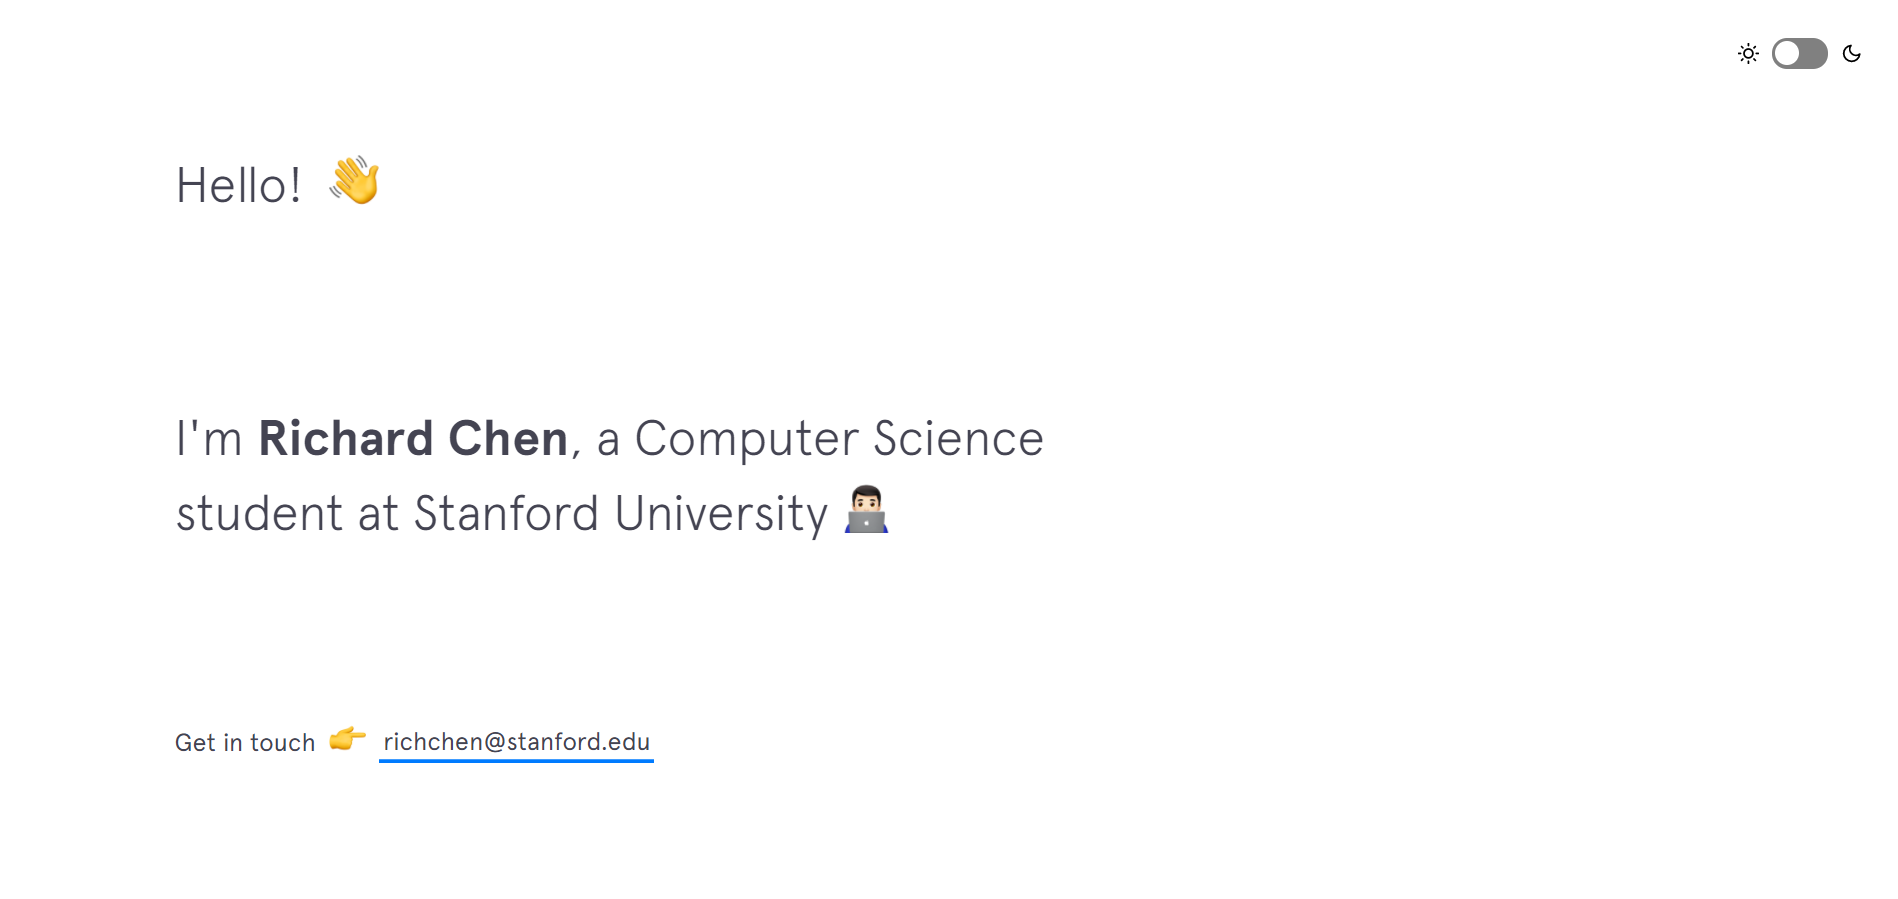 Hello! 👋
I'm Richard Chen, a Computer Science
student at Stanford University 👨🏻‍💻
Get in touch 👉 richchen@stanford.edu